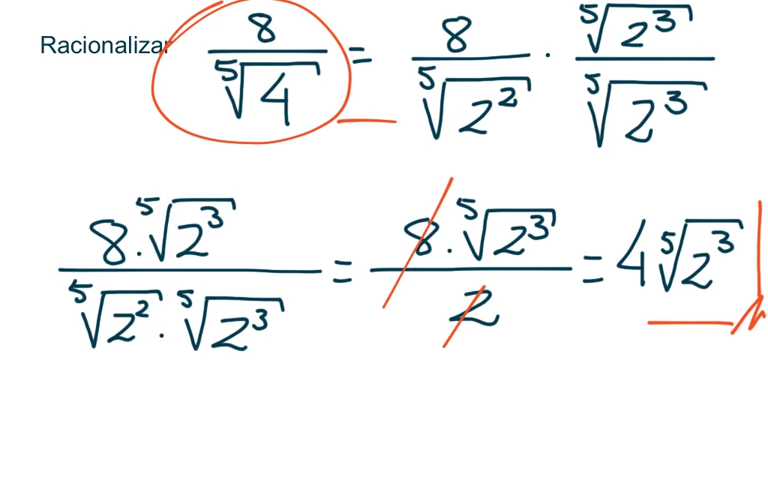 Racionalizar 8/⁵√4 = 8/⁵√2² · ⁵√2³/⁵√2³
8·⁵√2³/⁵√2²·⁵√2³ = 8·⁵√2³/2 = 4⁵√2³